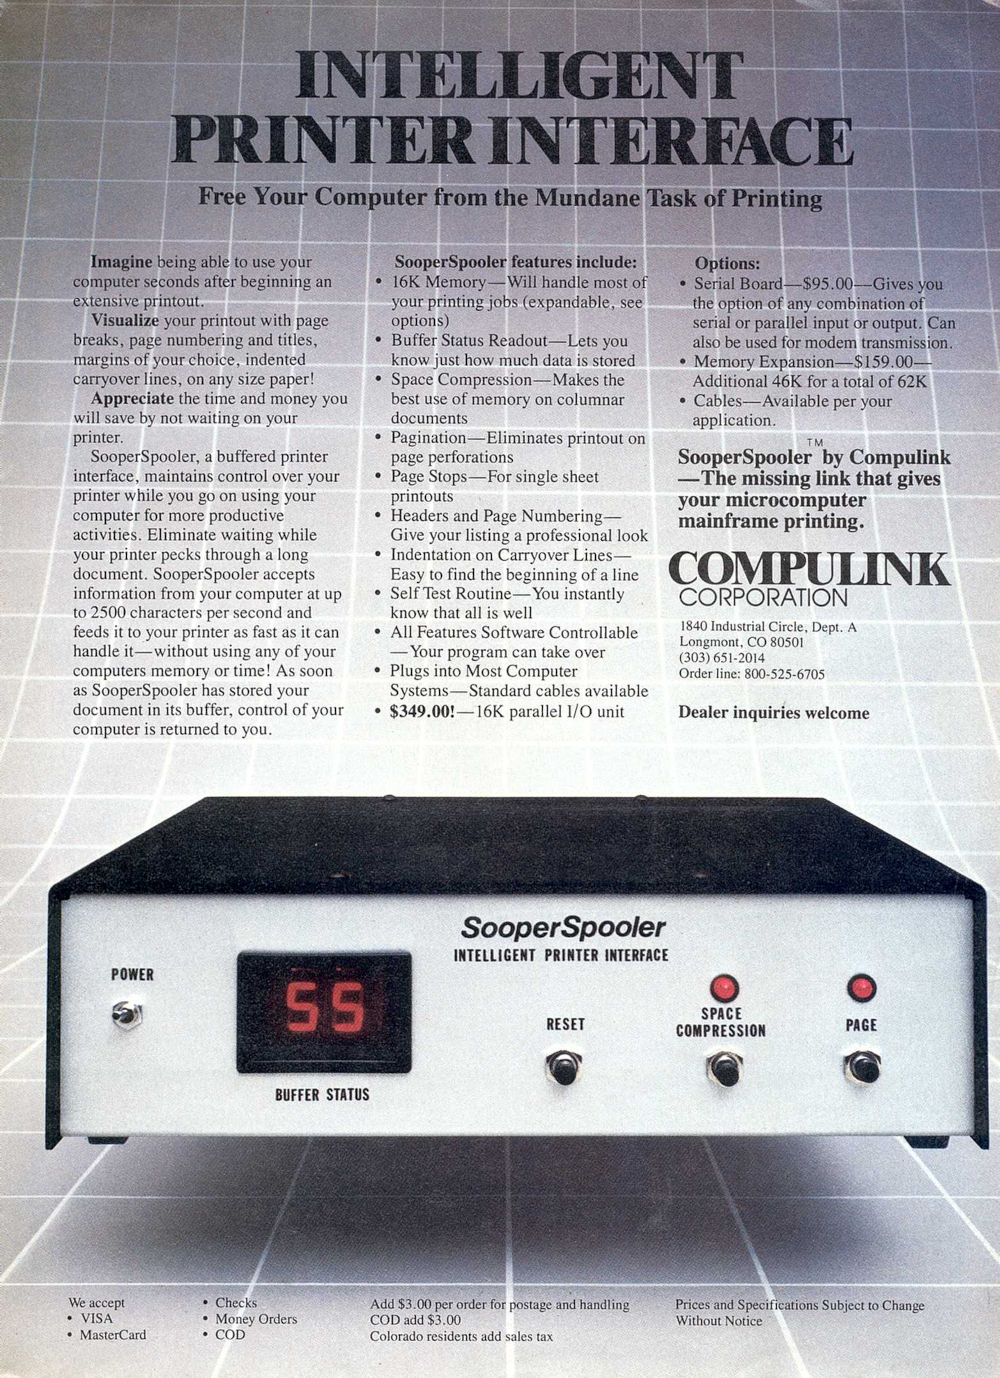 INTELLIGENT
PRINTER INTERFACE
Free Your Computer from the Mundane Task of Printing
Imagine being able to use your
computer seconds after beginning an
extensive printout.
Visualize your printout with page
breaks, page numbering and titles,
margins of your choice, indented
carryover lines, on any size paper!
Appreciate the time and money you
will save by not waiting on your
printer.
SooperSpooler, a buffered printer
interface, maintains control over your
printer while you go on using your
computer for more productive
activities. Eliminate waiting while
your printer pecks through a long
document. SooperSpooler accepts
information from your computer at up
to 2500 characters per second and
feeds it to your printer as fast as it can
handle it—without using any of your
computers memory or time! As soon
as SooperSpooler has stored your
document in its buffer, control of your
computer is returned to you.
SooperSpooler features include:
• 16K Memory—Will handle most of
your printing jobs (expandable, see
options)
• Buffer Status Readout—Lets you
know just how much data is stored
• Space Compression—Makes the
best use of memory on columnar
documents
• Pagination—Eliminates printout on
page perforations
• Page Stops—For single sheet
printouts
• Headers and Page Numbering—
Give your listing a professional look
• Indentation on Carryover Lines—
Easy to find the beginning of a line
• Self Test Routine—You instantly
know that all is well
• All Features Software Controllable
—Your program can take over
• Plugs into Most Computer
Systems—Standard cables available
• $349.00!—16K parallel I/O unit
Options:
• Serial Board—$95.00—Gives you
the option of any combination of
serial or parallel input or output. Can
also be used for modem transmission.
• Memory Expansion—$159.00—
Additional 46K for a total of 62K
• Cables—Available per your
application.
SooperSpooler™ by Compulink
—The missing link that gives
your microcomputer
mainframe printing.
COMPULINK
CORPORATION
1840 Industrial Circle, Dept. A
Longmont, CO 80501
(303) 651-2014
Order line: 800-525-6705
Dealer inquiries welcome
SooperSpooler
INTELLIGENT PRINTER INTERFACE
POWER
55
BUFFER STATUS
RESET
SPACE
COMPRESSION
PAGE
We accept
• VISA
• MasterCard
• Checks
• Money Orders
• COD
Add $3.00 per order for postage and handling
COD add $3.00
Colorado residents add sales tax
Prices and Specifications Subject to Change
Without Notice